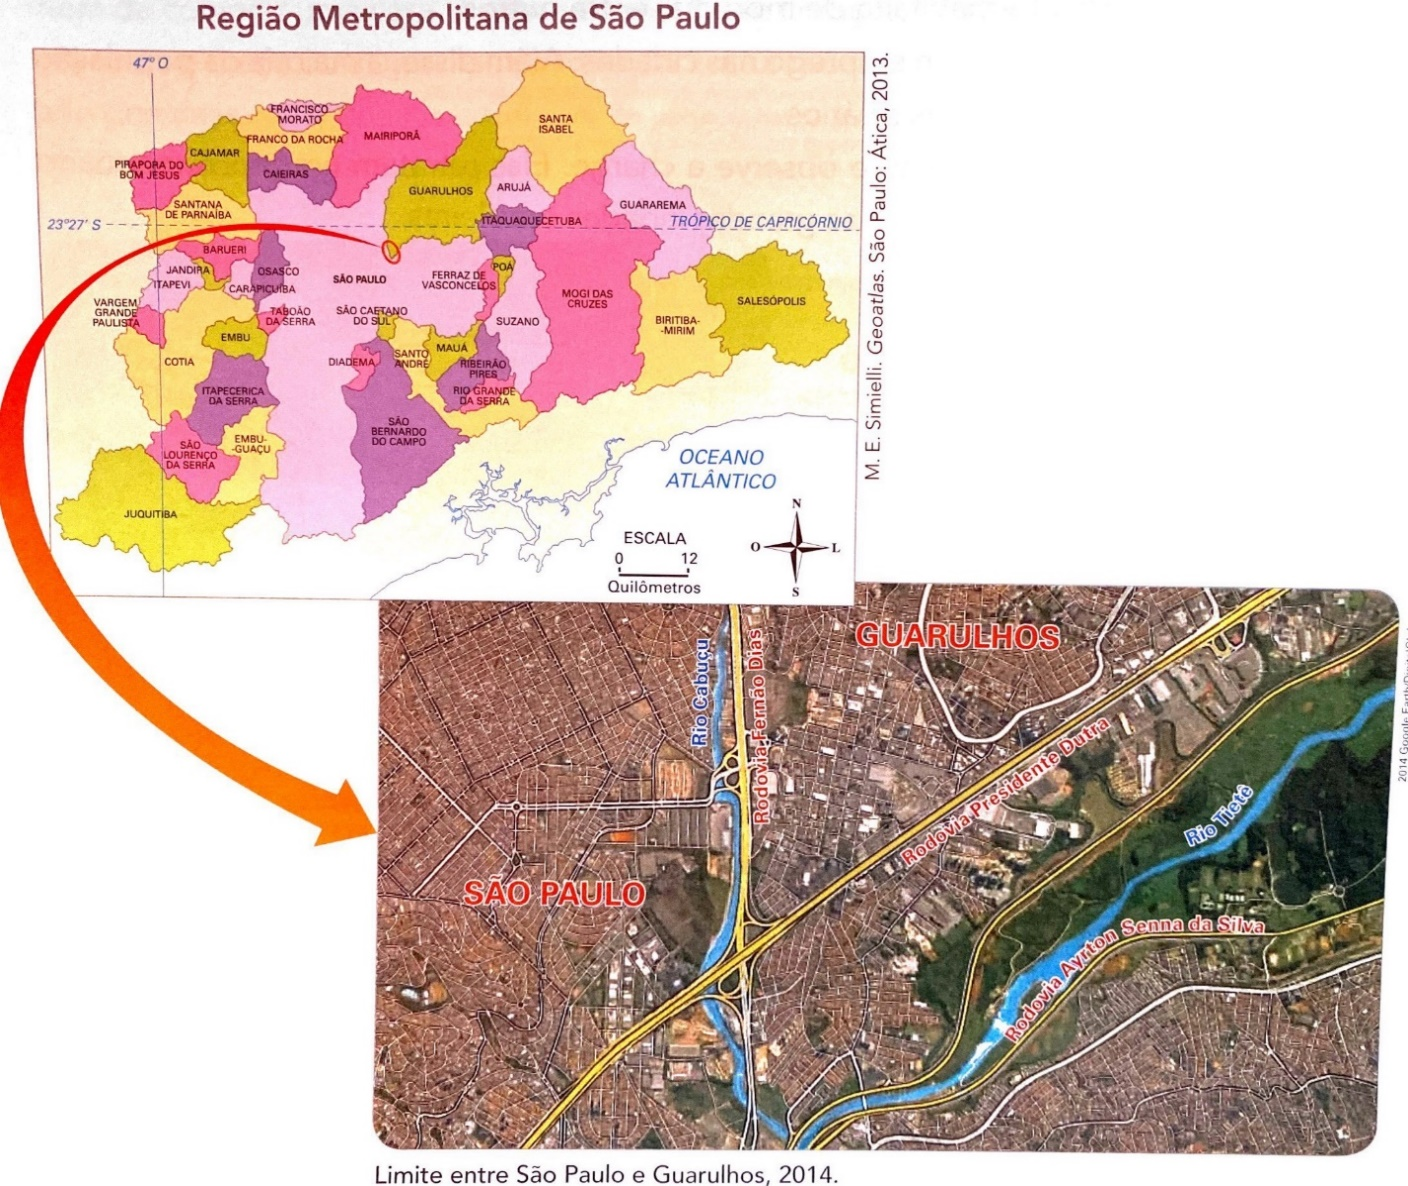 Região Metropolitana de São Paulo
47° O
FRANCISCO
MORATO
FRANCO DA ROCHA
MAIRIPORÃ
SANTA
ISABEL
CAJAMAR
PIRAPORA DO
BOM JESUS
CAIEIRAS
GUARULHOS
ARUJÁ
GUARAREMA
SANTANA
DE PARNAÍBA
23°27' S
ITAQUAQUECETUBA
TRÓPICO DE CAPRICÓRNIO
BARUERI
JANDIRA
OSASCO
ITAPEVI
CARAPICUÍBA
SÃO PAULO
FERRAZ DE
VASCONCELOS
POÁ
MOGI DAS
CRUZES
SALESÓPOLIS
VARGEM
GRANDE
PAULISTA
TABOÃO
DA SERRA
SÃO CAETANO
DO SUL
SUZANO
BIRITIBA-
-MIRIM
EMBU
COTIA
DIADEMA
SANTO
ANDRÉ
MAUÁ
RIBEIRÃO
PIRES
ITAPECERICA
DA SERRA
RIO GRANDE
DA SERRA
SÃO
BERNARDO
DO CAMPO
SÃO
LOURENÇO
DA SERRA
EMBU-
-GUAÇU
JUQUITIBA
OCEANO
ATLÂNTICO
ESCALA
0 12
Quilômetros
N
O L
S
M. E. Simielli. Geoatlas. São Paulo: Ática, 2013.
GUARULHOS
Rio Cabuçu
Rodovia Fernão Dias
Rodovia Presidente Dutra
Rio Tietê
SÃO PAULO
Rodovia Ayrton Senna da Silva
2014 Google Earth
Limite entre São Paulo e Guarulhos, 2014.